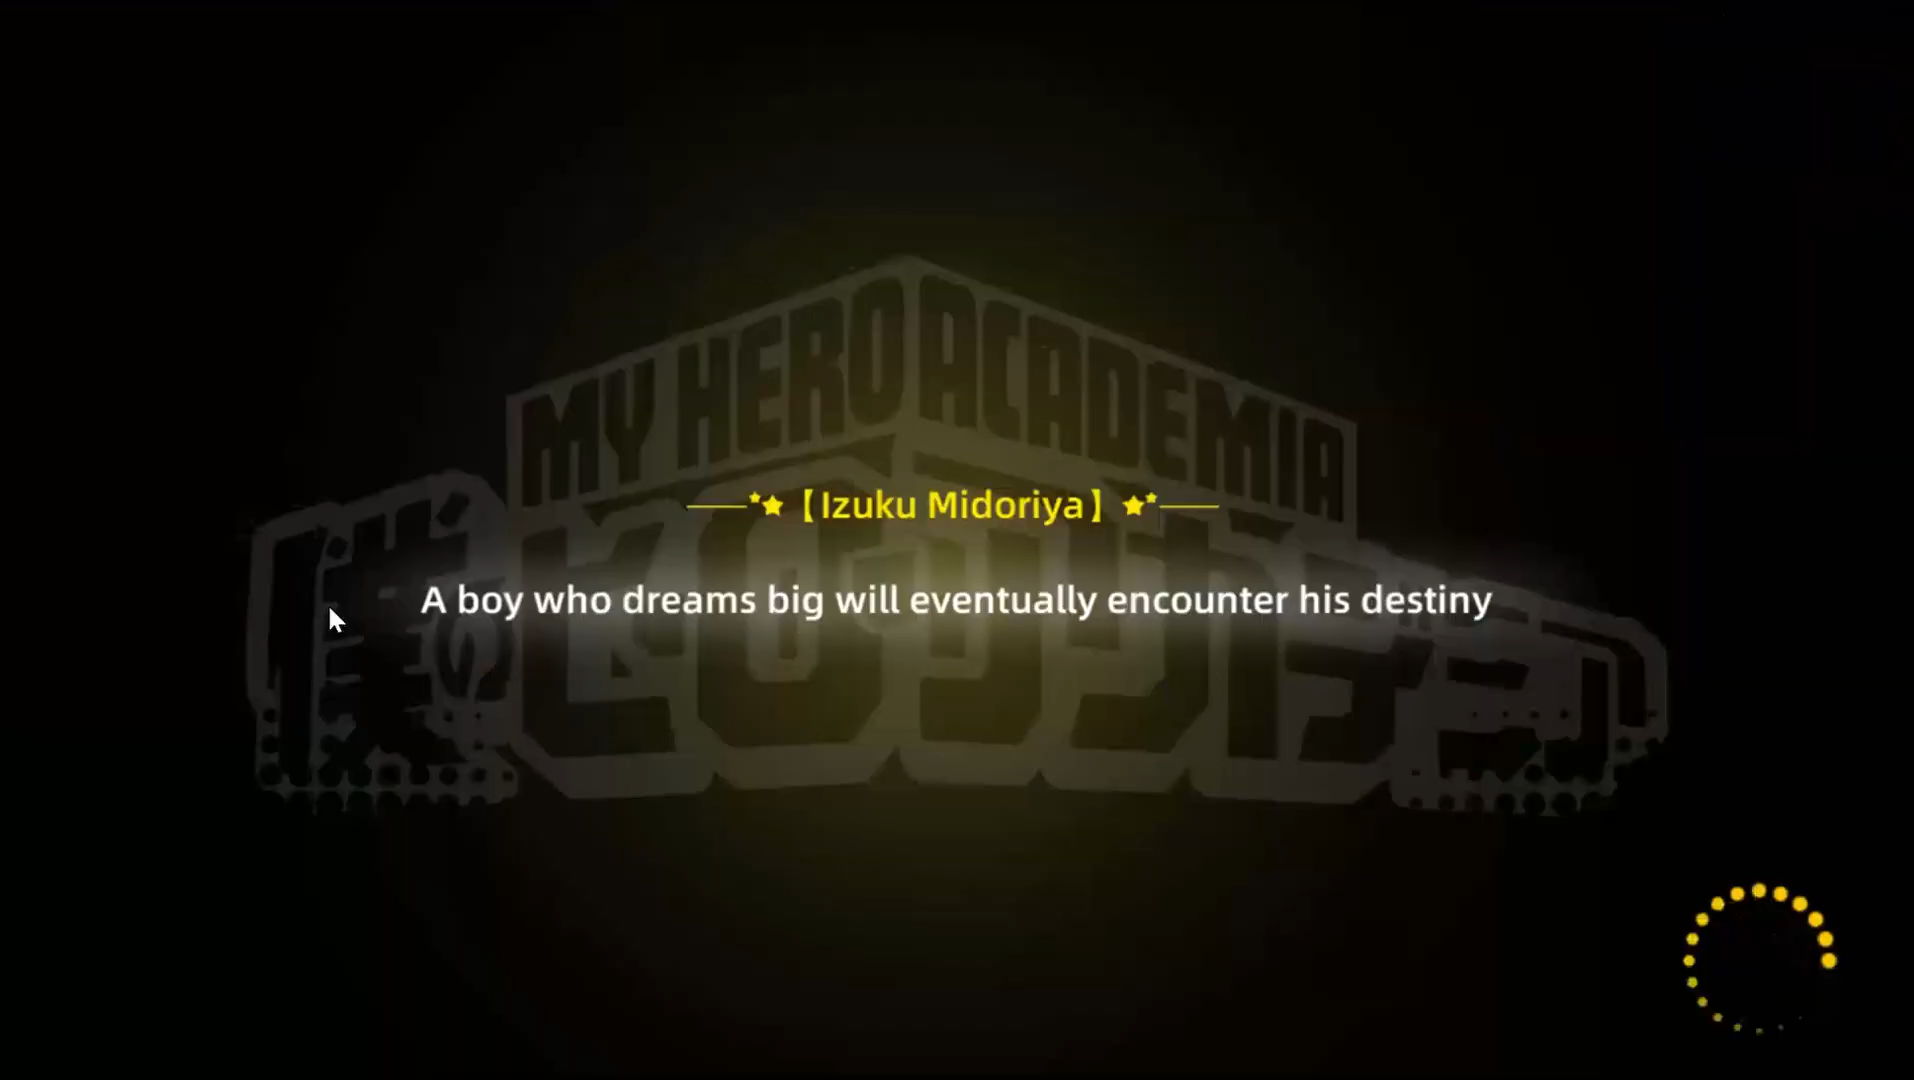 MY HERO ACADEMIA
【Izuku Midoriya】
A boy who dreams big will eventually encounter his destiny